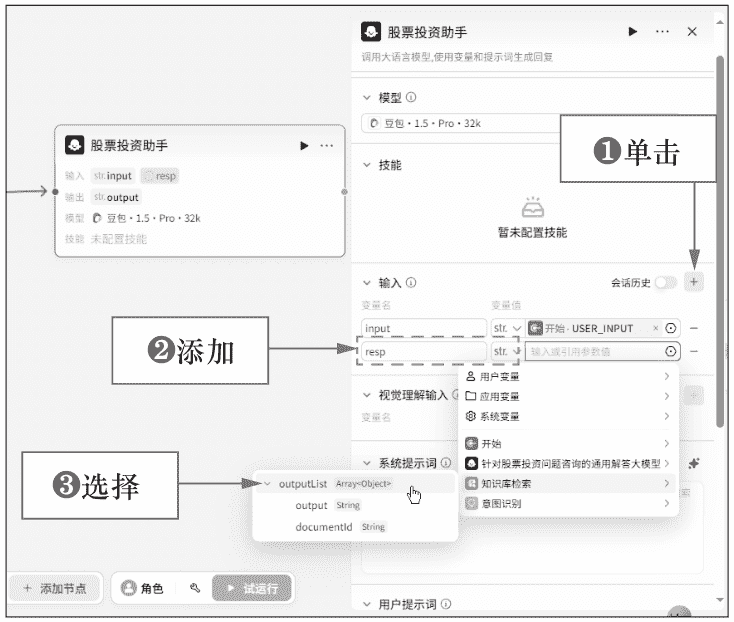 股票投资助手
调用大语言模型,使用变量和提示词生成回复
模型
豆包·1.5·Pro·32k
❶单击
技能
暂未配置技能
股票投资助手
输入 str. input resp
输出 str. output
模型 豆包·1.5·Pro·32k
技能 未配置技能
输入 会话历史
变量名 变量值
input str. 开始 · USER_INPUT
resp str. 输入或引用参数值
❷添加
用户变量
应用变量
系统变量
开始
针对股票投资问题咨询的通用解答大模型
知识库检索
意图识别
视觉理解输入
变量名
系统提示词
❸选择
outputList Array<Object>
output String
documentId String
添加节点
角色
试运行
用户提示词